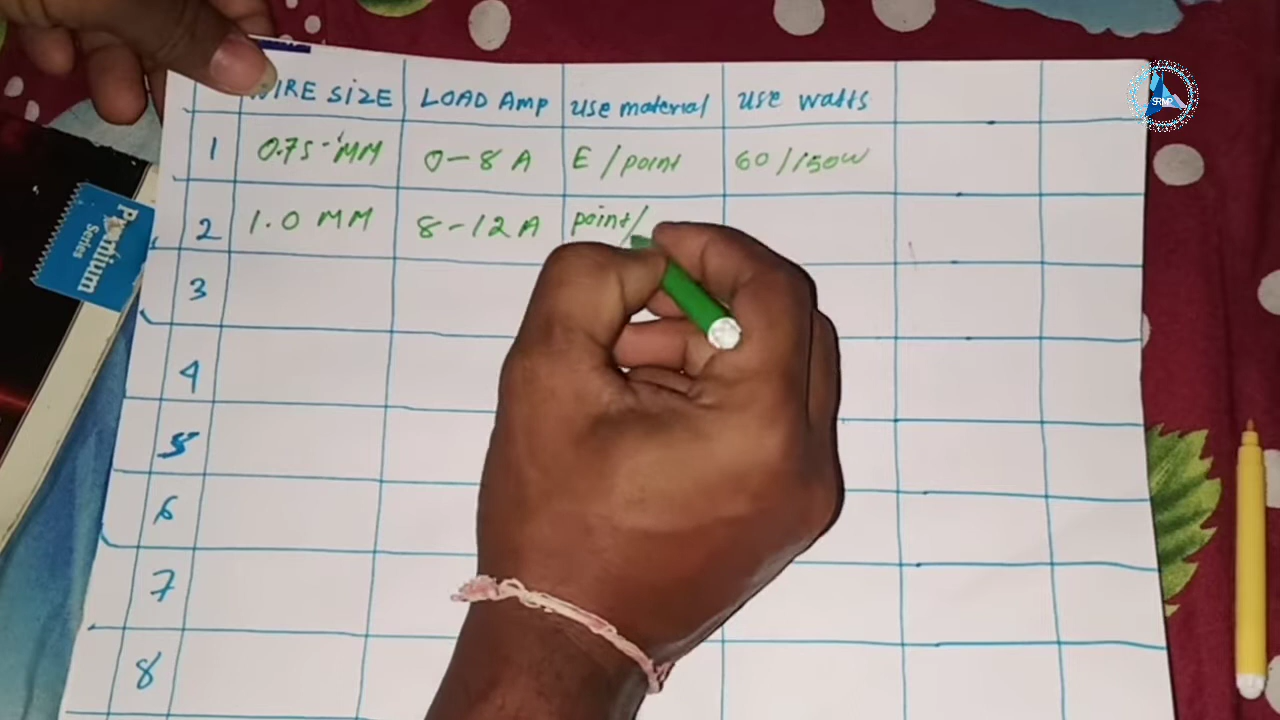 WIRE SIZE LOAD AMP Use material Use watts
1 0.75-MM 0-8 A E/point 60/150W
2 1.0 MM 8-12A point/
3
4
5
6
7
8
Series
SRMP